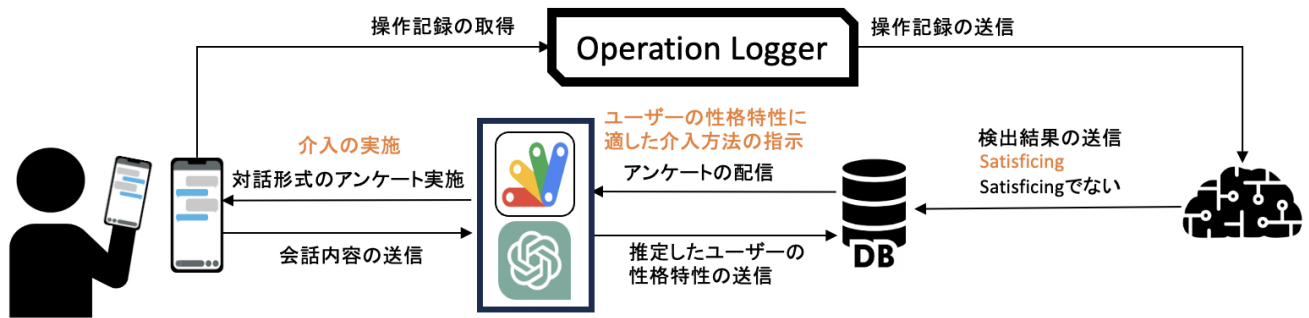 操作記録の取得
Operation Logger
操作記録の送信
ユーザーの性格特性に
適した介入方法の指示
介入の実施
対話形式のアンケート実施
アンケートの配信
検出結果の送信
Satisficing
Satisficingでない
会話内容の送信
推定したユーザーの
性格特性の送信
DB